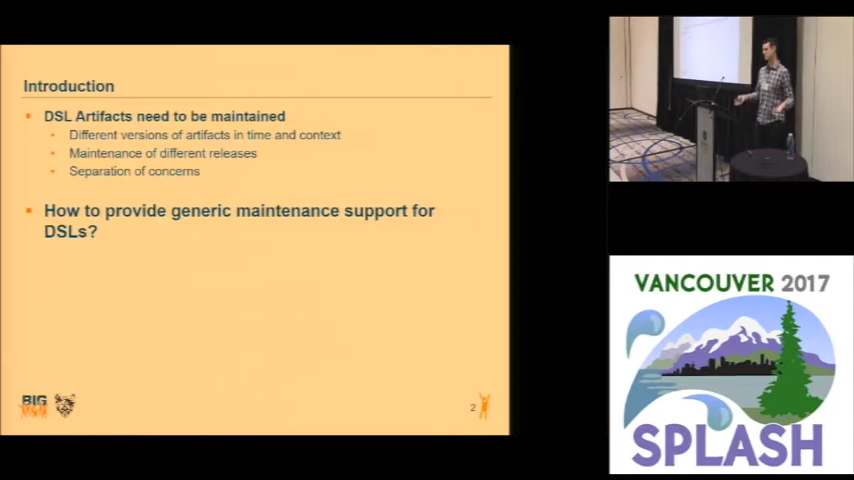 Introduction
DSL Artifacts need to be maintained
Different versions of artifacts in time and context
Maintenance of different releases
Separation of concerns
How to provide generic maintenance support for
DSLs?
BIG
2
VANCOUVER 2017
SPLASH